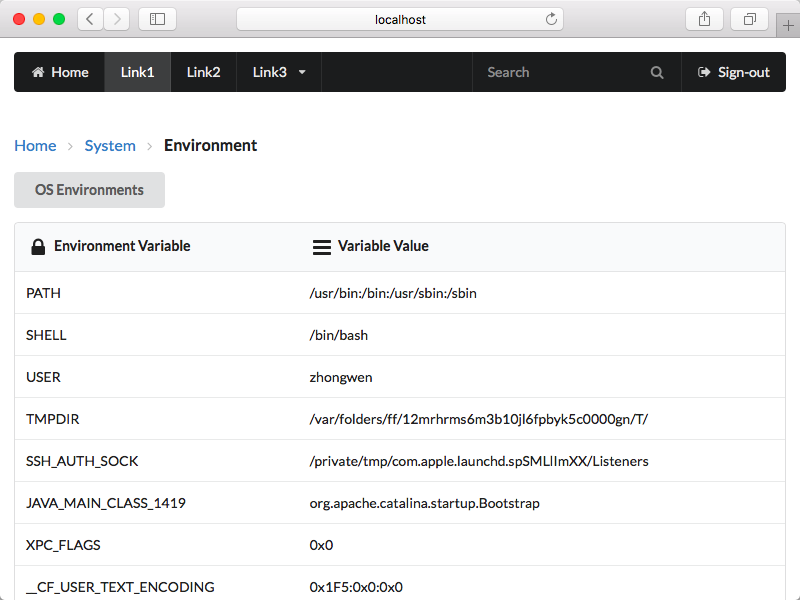 localhost
Home Link1 Link2 Link3 Search Sign-out
Home System Environment
OS Environments
Environment Variable Variable Value
PATH /usr/bin:/bin:/usr/sbin:/sbin
SHELL /bin/bash
USER zhongwen
TMPDIR /var/folders/ff/12mrhrms6m3b10jl6fpbyk5c0000gn/T/
SSH_AUTH_SOCK /private/tmp/com.apple.launchd.spSMLIImXX/Listeners
JAVA_MAIN_CLASS_1419 org.apache.catalina.startup.Bootstrap
XPC_FLAGS 0x0
__CF_USER_TEXT_ENCODING 0x1F5:0x0:0x0